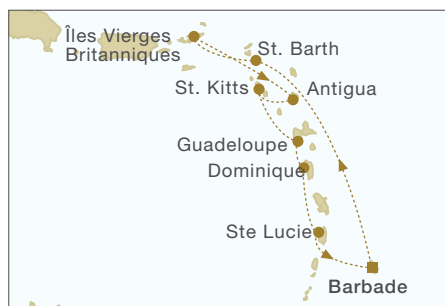 Îles Vierges
Britanniques
St. Barth
St. Kitts
Antigua
Guadeloupe
Dominique
Ste Lucie
Barbade